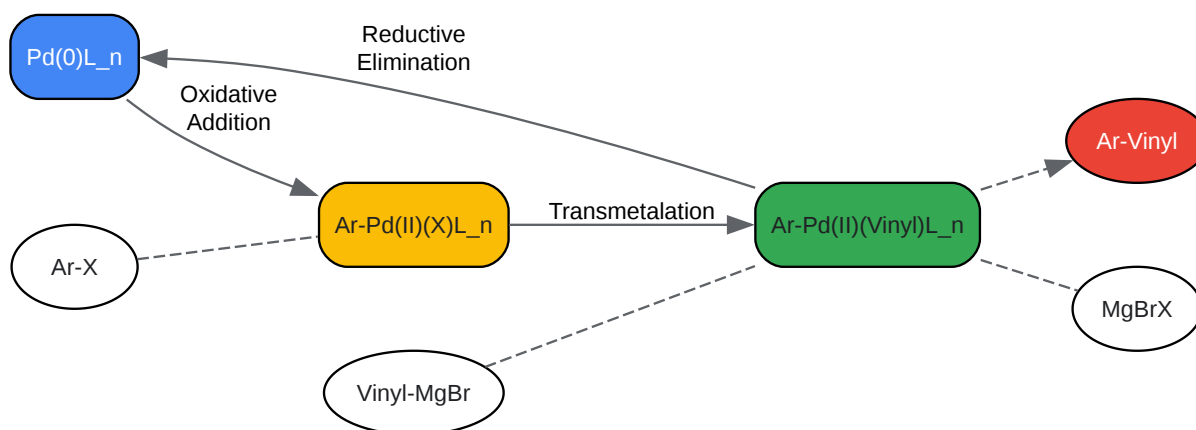 Pd(0)L_n
Reductive
Elimination
Oxidative
Addition
Ar-Vinyl
Ar-Pd(II)(X)L_n
Transmetalation
Ar-Pd(II)(Vinyl)L_n
Ar-X
MgBrX
Vinyl-MgBr